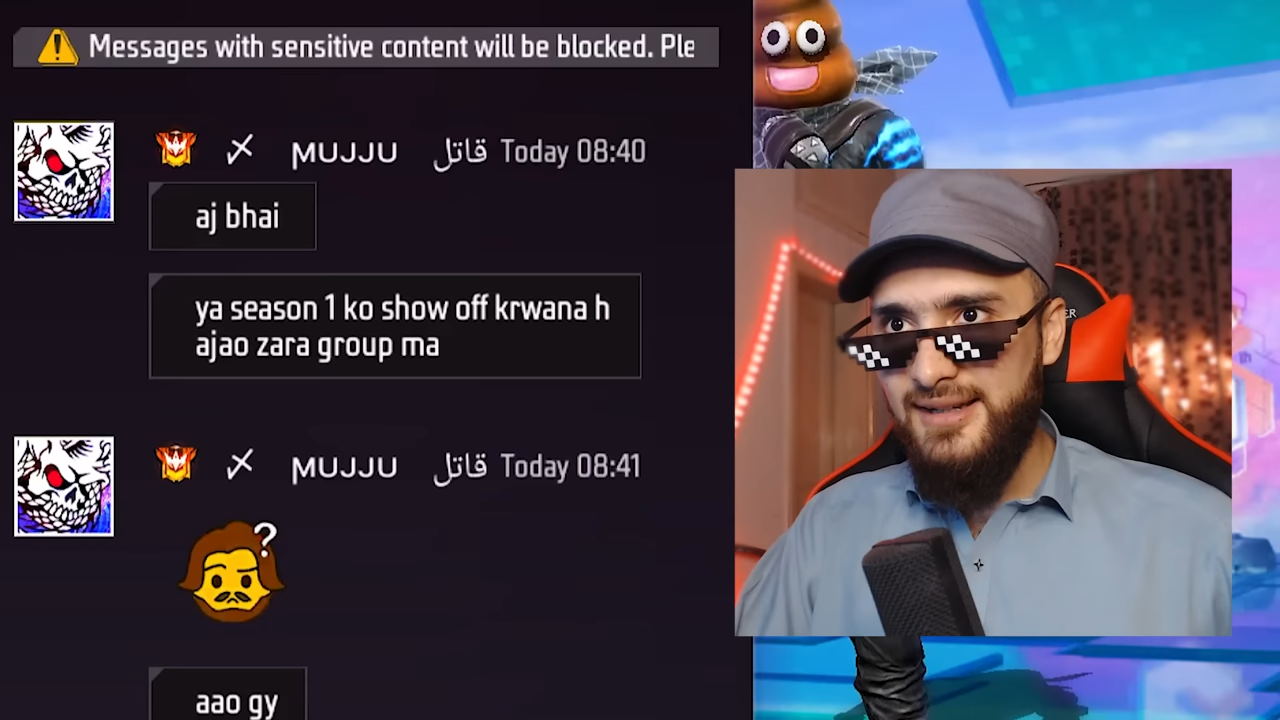 Messages with sensitive content will be blocked. Ple
MUJJU قاتل Today 08:40
aj bhai
ya season 1 ko show off krwana h
ajao zara group ma
MUJJU قاتل Today 08:41
?
aao gy